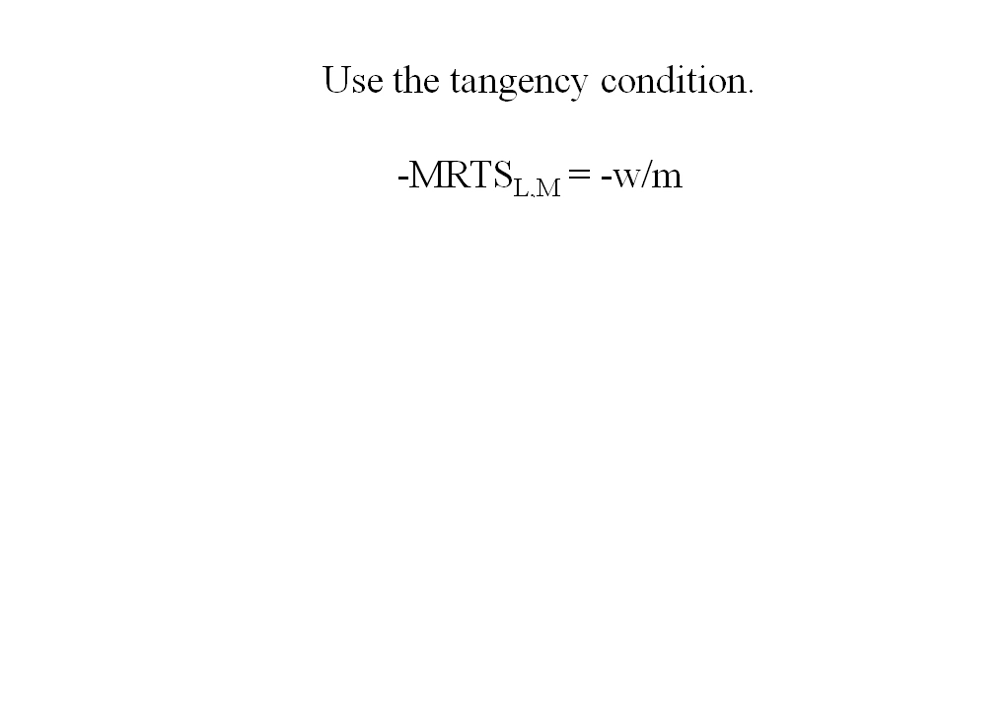 Use the tangency condition.
-MRTSL,M = -w/m